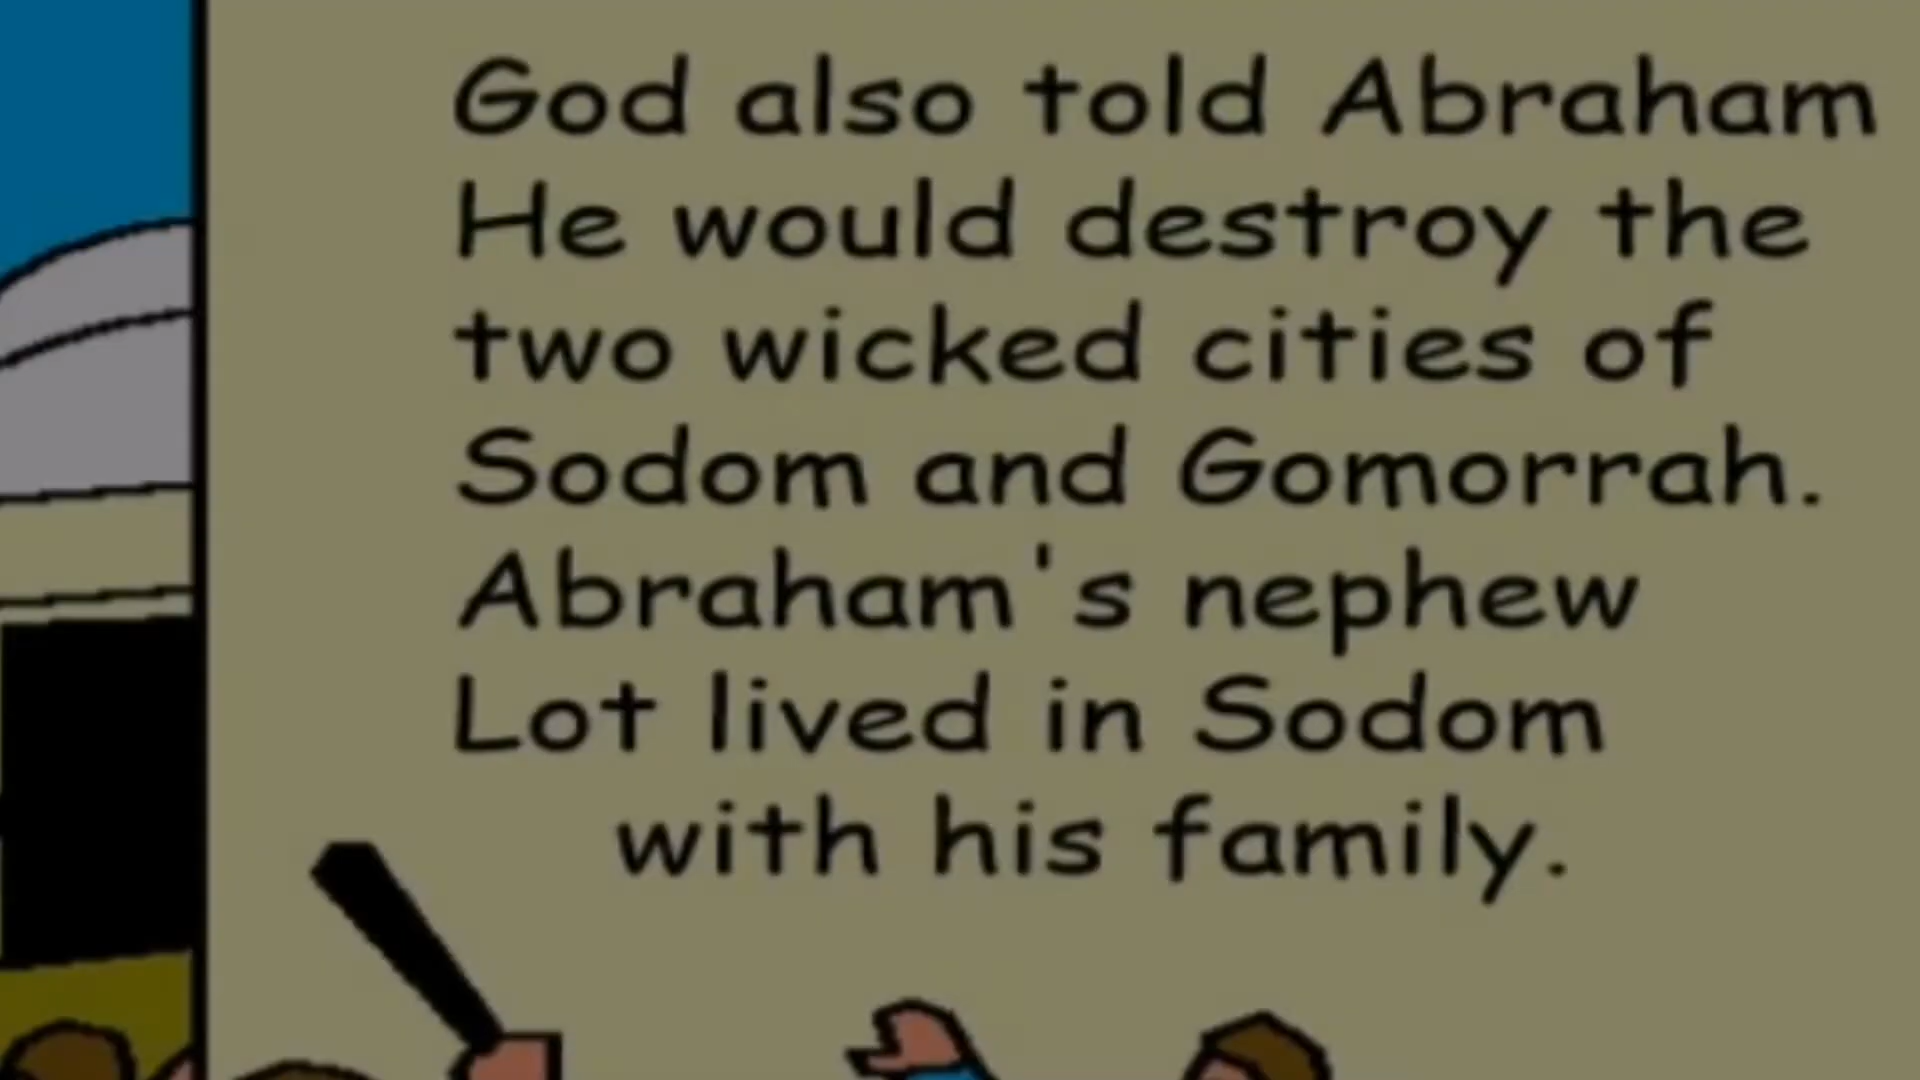 God also told Abraham
He would destroy the
two wicked cities of
Sodom and Gomorrah.
Abraham's nephew
Lot lived in Sodom
with his family.